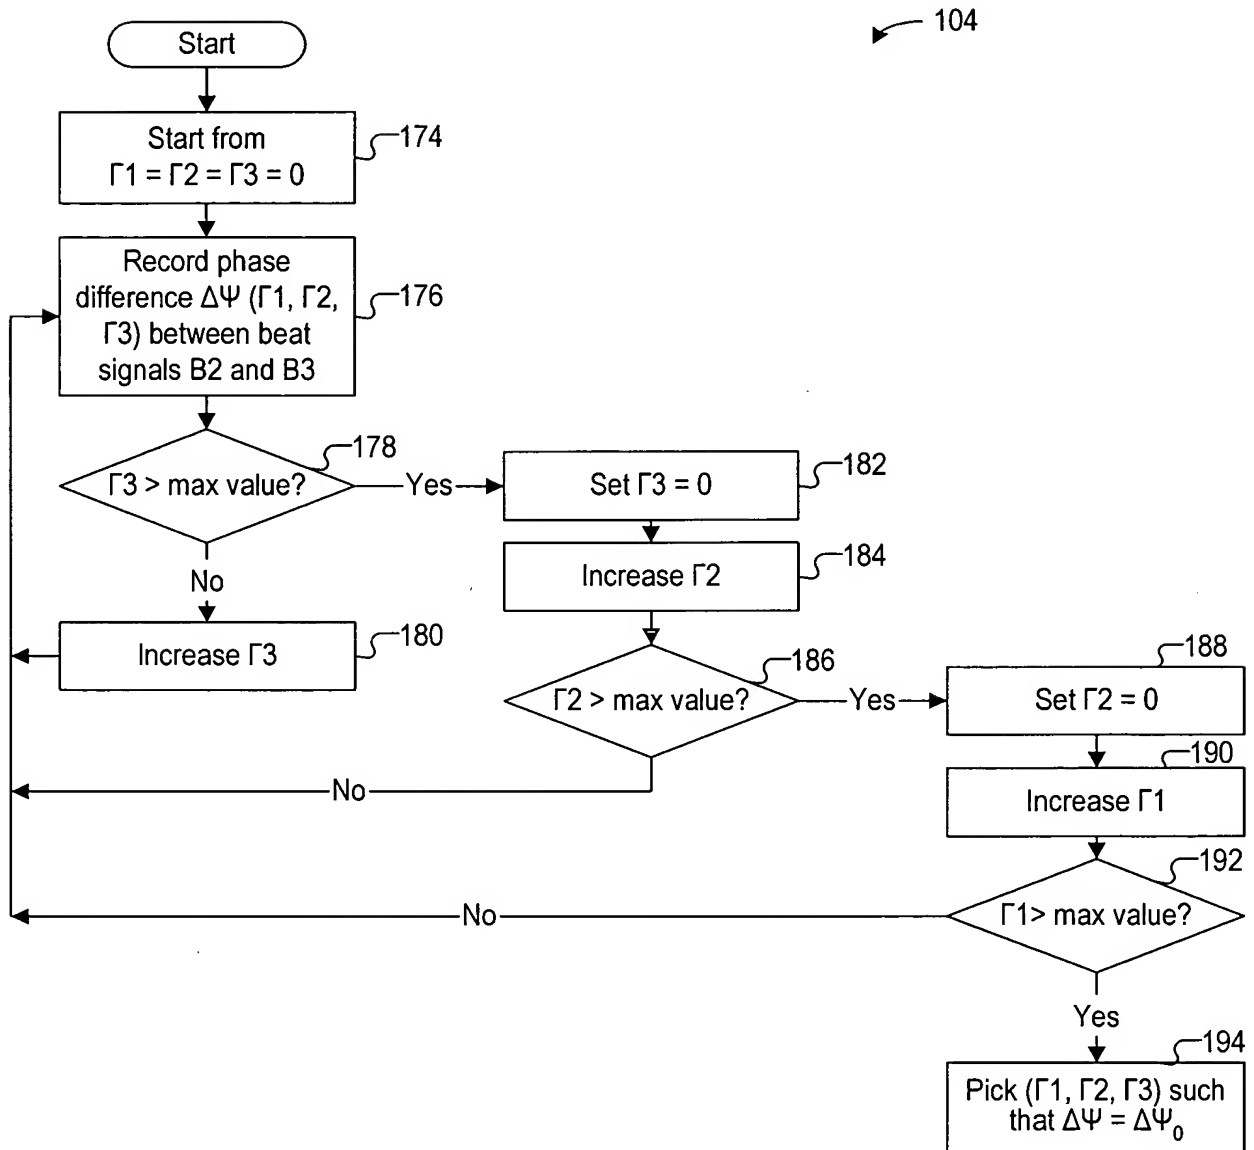 104
Start
Start from
Γ1 = Γ2 = Γ3 = 0
174
Record phase
difference ΔΨ (Γ1, Γ2,
Γ3) between beat
signals B2 and B3
176
Γ3 > max value?
178
Yes
No
Increase Γ3
180
Set Γ3 = 0
182
Increase Γ2
184
Γ2 > max value?
186
Yes
No
Set Γ2 = 0
188
Increase Γ1
190
Γ1> max value?
192
No
Yes
Pick (Γ1, Γ2, Γ3) such
that ΔΨ = ΔΨ₀
194